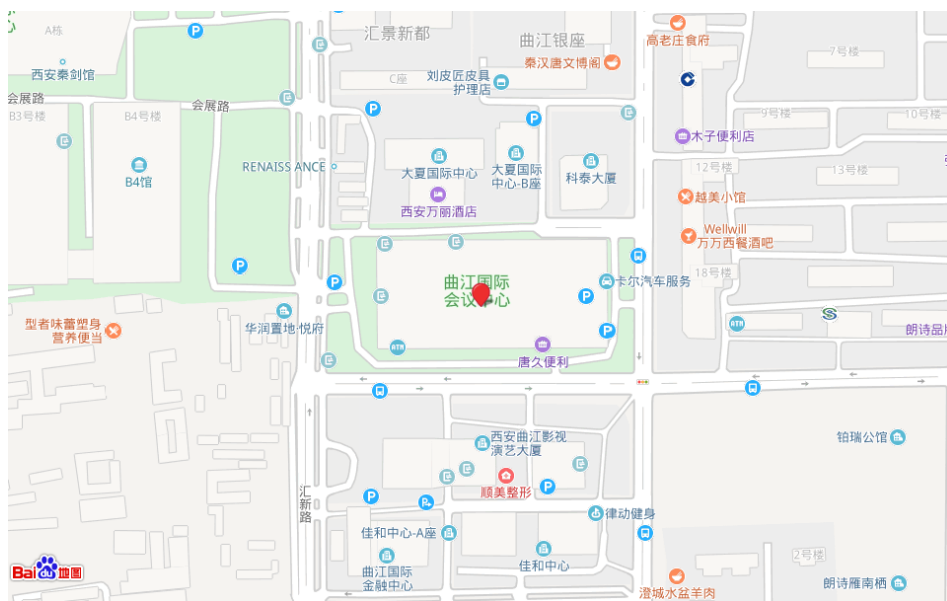 心
A栋
西安秦剑馆
会展路
会展路
B3号楼
B4号楼
B4馆
汇景新都
曲江银座
C座
刘皮匠皮具
护理店
秦汉唐文博阁
高老庄食府
7号楼
9号楼
10号楼
木子便利店
RENAISSANCE
大夏国际中心
大夏国际
中心-B座
科泰大厦
西安万丽酒店
12号楼
13号楼
越美小馆
Wellwill
万万西餐酒吧
18号楼
曲江国际
会议中心
卡尔汽车服务
型者味蕾塑身
营养便当
华润置地·悦府
ATM
唐久便利
ATM
S
朗诗品
铂瑞公馆
西安曲江影视
演艺大厦
顺美整形
汇新路
佳和中心-A座
律动健身
曲江国际
金融中心
佳和中心
2号楼
澄城水盆羊肉
朗诗雁南栖
Bai du 地图